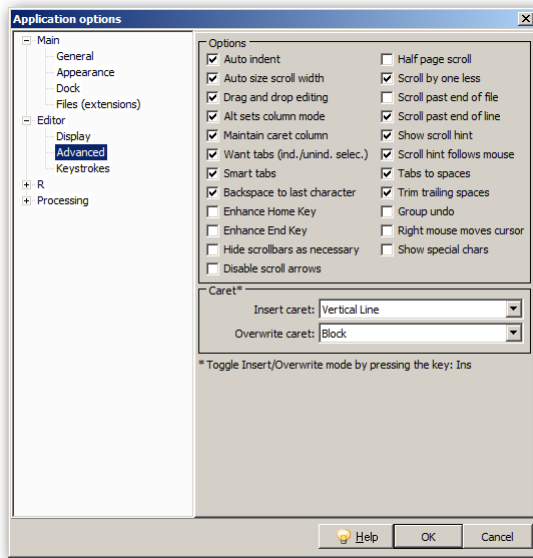 Application options
Main
General
Appearance
Dock
Files (extensions)
Editor
Display
Advanced
Keystrokes
R
Processing
Options
Auto indent
Auto size scroll width
Drag and drop editing
Alt sets column mode
Maintain caret column
Want tabs (ind./unind. selec.)
Smart tabs
Backspace to last character
Enhance Home Key
Enhance End Key
Hide scrollbars as necessary
Disable scroll arrows
Half page scroll
Scroll by one less
Scroll past end of file
Scroll past end of line
Show scroll hint
Scroll hint follows mouse
Tabs to spaces
Trim trailing spaces
Group undo
Right mouse moves cursor
Show special chars
Caret*
Insert caret: Vertical Line
Overwrite caret: Block
* Toggle Insert/Overwrite mode by pressing the key: Ins
Help OK Cancel